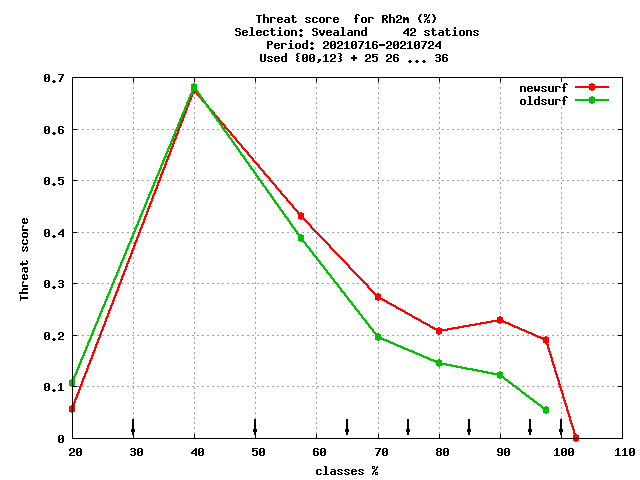 Threat score  for Rh2m (%)
Selection: Svealand     42 stations
Period: 20210716-20210724
Used {00,12} + 25 26 ... 36
newsurf
oldsurf
0.7
0.6
0.5
0.4
0.3
0.2
0.1
0
Threat score
20 30 40 50 60 70 80 90 100 110
classes %